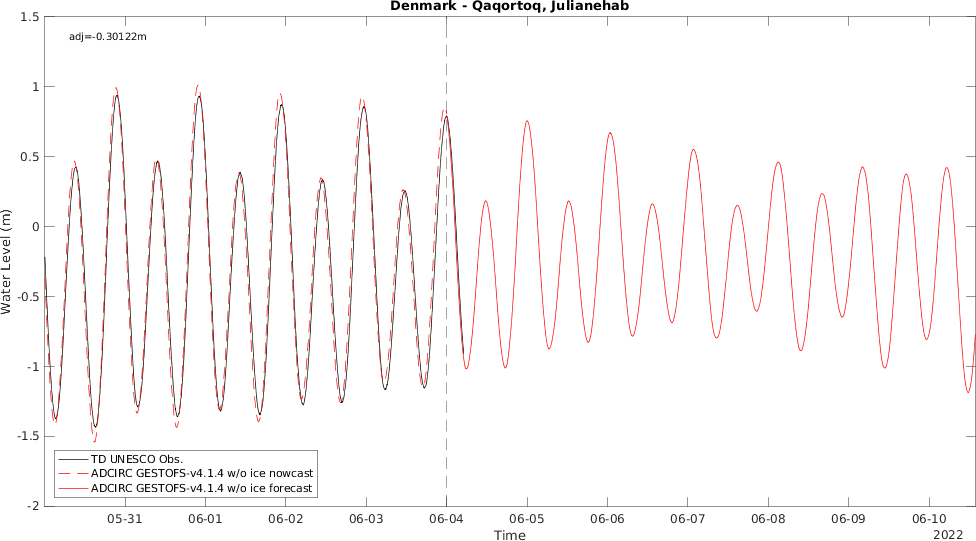 Denmark - Qaqortoq, Julianehab
adj=-0.30122m
1.5
1
0.5
0
-0.5
-1
-1.5
-2
Water Level (m)
TD UNESCO Obs.
ADCIRC GESTOFS-v4.1.4 w/o ice nowcast
ADCIRC GESTOFS-v4.1.4 w/o ice forecast
05-31 06-01 06-02 06-03 06-04 06-05 06-06 06-07 06-08 06-09 06-10
Time
2022